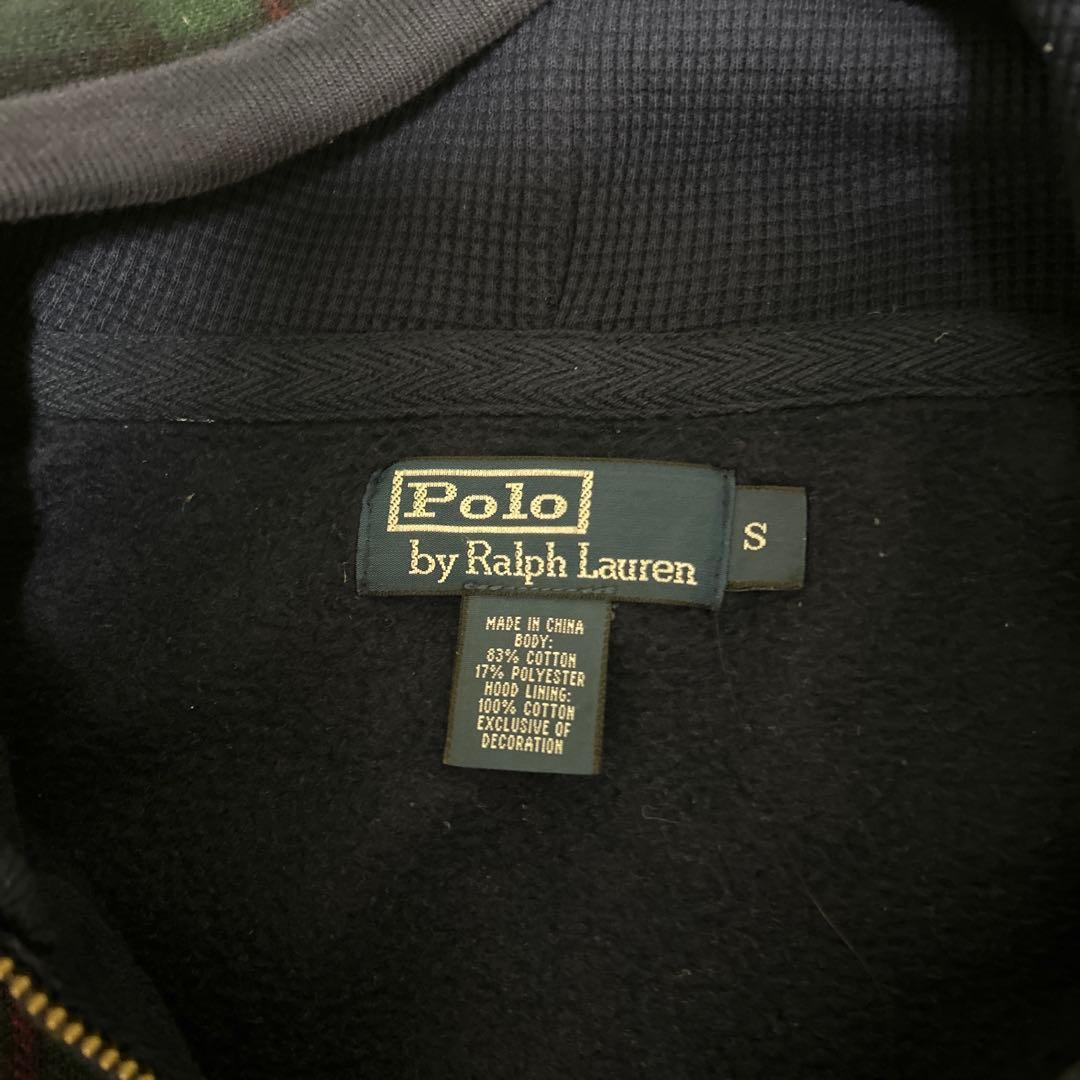 Polo
by Ralph Lauren
S
MADE IN CHINA
BODY:
83% COTTON
17% POLYESTER
HOOD LINING:
100% COTTON
EXCLUSIVE OF
DECORATION